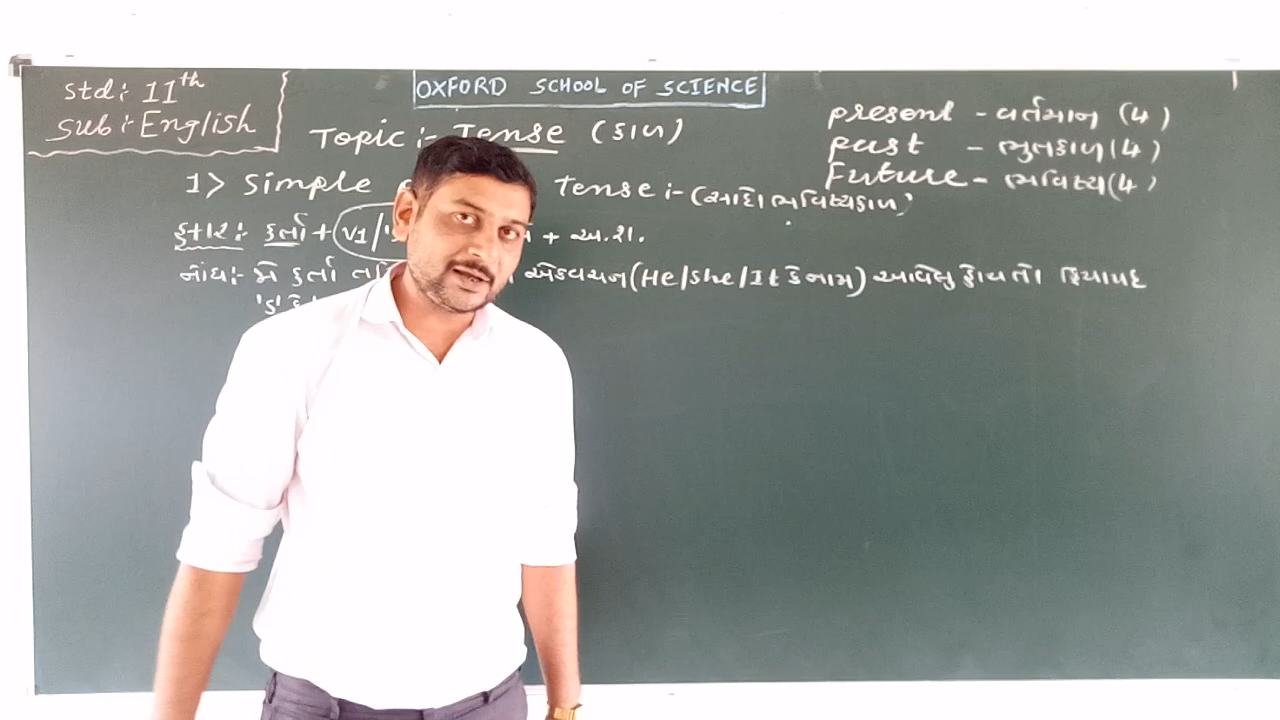 OXFORD SCHOOL OF SCIENCE
Std:- 11th
Sub:- English
Topic :- Tense (કાળ)
present - વર્તમાન (4)
past - ભુતકાળ (4)
Future - ભવિષ્ય (4)
1> Simple Tense :- (સાદો ભવિષ્યકાળ)
સુત્ર :- કર્તા + (V1/ + અ.શ.
નોંધ :- જો કર્તા એકવચન (He/She/It કે નામ) આવેલુ હોય તો ક્રિયાપદ